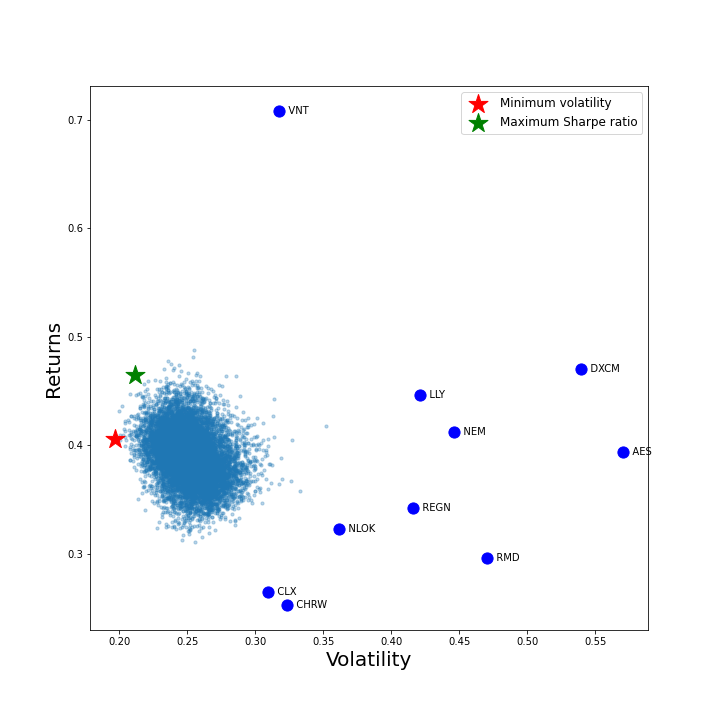 Minimum volatility
Maximum Sharpe ratio
VNT
DXCM
LLY
NEM
AES
REGN
NLOK
RMD
CLX
CHRW
0.7
0.6
0.5
0.4
0.3
Returns
0.20 0.25 0.30 0.35 0.40 0.45 0.50 0.55
Volatility